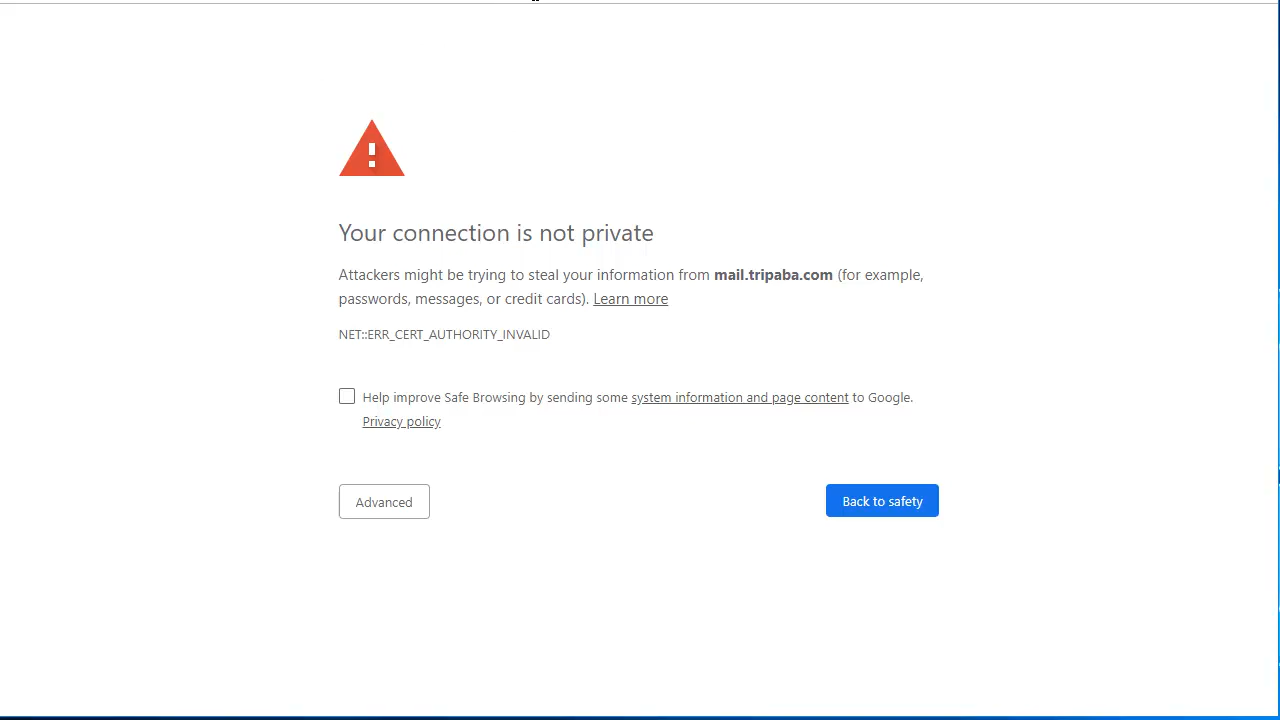 Your connection is not private
Attackers might be trying to steal your information from mail.tripaba.com (for example,
passwords, messages, or credit cards). Learn more
NET::ERR_CERT_AUTHORITY_INVALID
Help improve Safe Browsing by sending some system information and page content to Google.
Privacy policy
Advanced
Back to safety